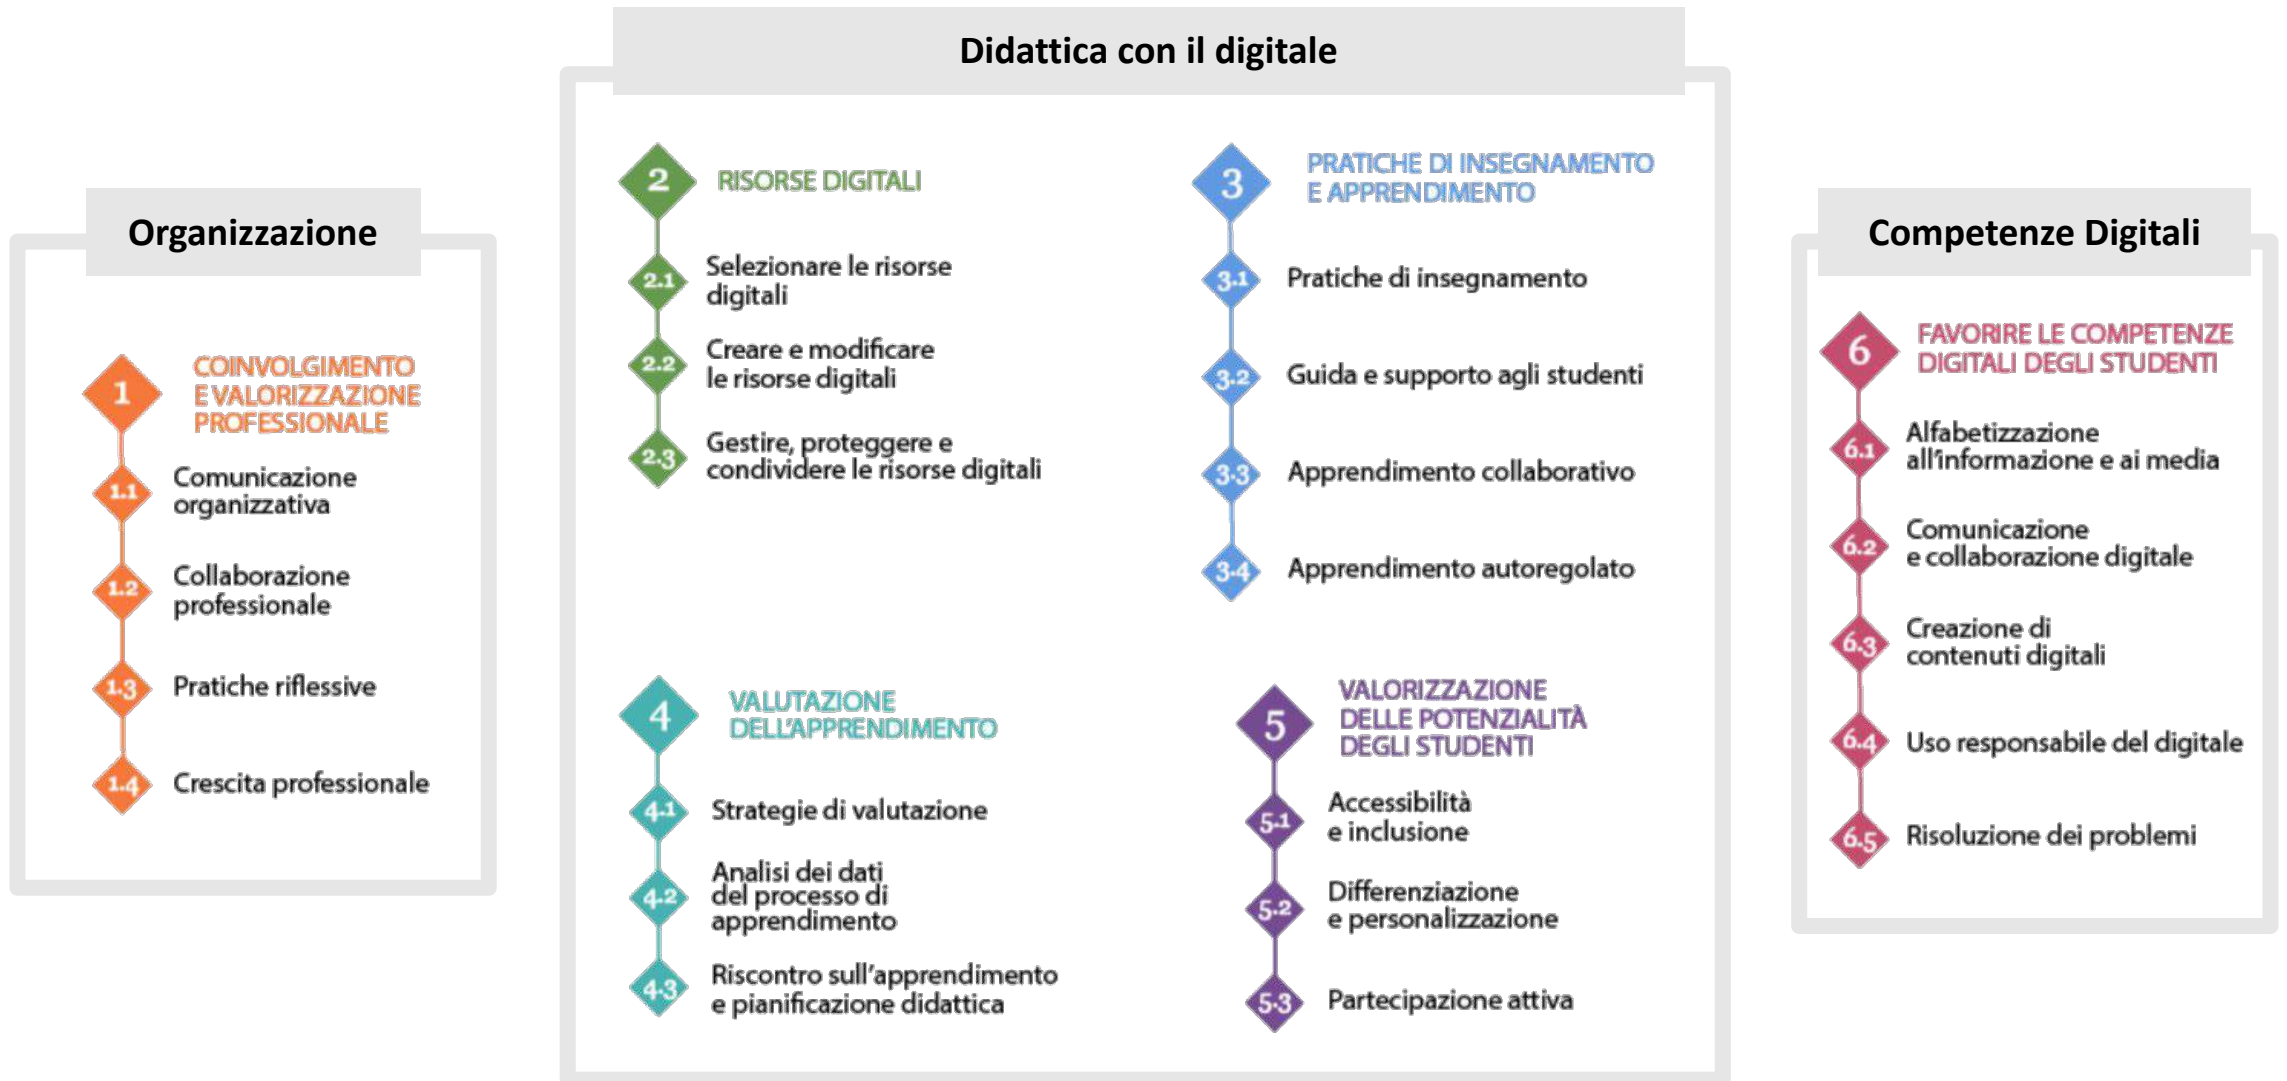 Organizzazione
1
COINVOLGIMENTO
E VALORIZZAZIONE
PROFESSIONALE
1.1
Comunicazione
organizzativa
1.2
Collaborazione
professionale
1.3
Pratiche riflessive
1.4
Crescita professionale
Didattica con il digitale
2
RISORSE DIGITALI
2.1
Selezionare le risorse
digitali
2.2
Creare e modificare
le risorse digitali
2.3
Gestire, proteggere e
condividere le risorse digitali
3
PRATICHE DI INSEGNAMENTO
E APPRENDIMENTO
3.1
Pratiche di insegnamento
3.2
Guida e supporto agli studenti
3.3
Apprendimento collaborativo
3.4
Apprendimento autoregolato
4
VALUTAZIONE
DELL'APPRENDIMENTO
4.1
Strategie di valutazione
4.2
Analisi dei dati
del processo di
apprendimento
4.3
Riscontro sull'apprendimento
e pianificazione didattica
5
VALORIZZAZIONE
DELLE POTENZIALITÀ
DEGLI STUDENTI
5.1
Accessibilità
e inclusione
5.2
Differenziazione
e personalizzazione
5.3
Partecipazione attiva
Competenze Digitali
6
FAVORIRE LE COMPETENZE
DIGITALI DEGLI STUDENTI
6.1
Alfabetizzazione
all'informazione e ai media
6.2
Comunicazione
e collaborazione digitale
6.3
Creazione di
contenuti digitali
6.4
Uso responsabile del digitale
6.5
Risoluzione dei problemi